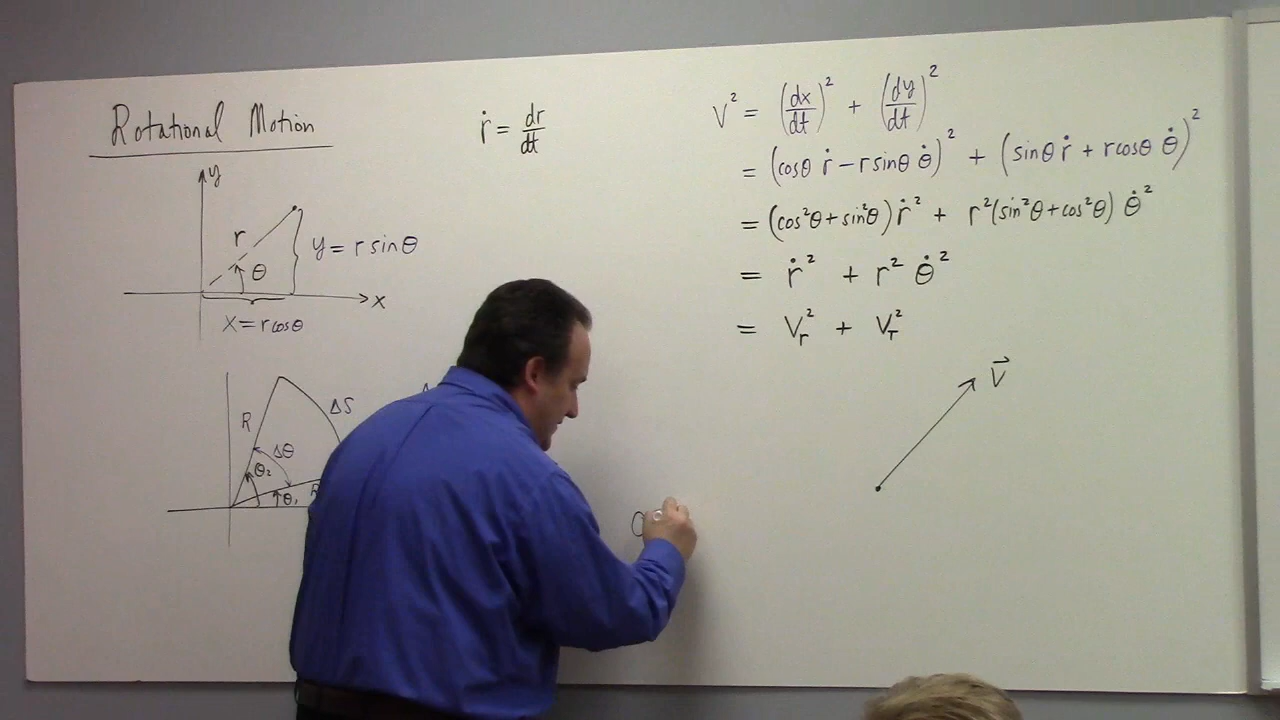 Rotational Motion
y
r
θ
y = r sinθ
x
x = r cosθ
R
ΔS
Δθ
θ₂
θ₁
R
ṙ = dr/dt
V² = (dx/dt)² + (dy/dt)²
= (cosθ ṙ − r sinθ θ̇)² + (sinθ ṙ + r cosθ θ̇)²
= (cos²θ + sin²θ) ṙ² + r²(sin²θ + cos²θ) θ̇²
= ṙ² + r² θ̇²
= Vᵣ² + V_T²
V⃗